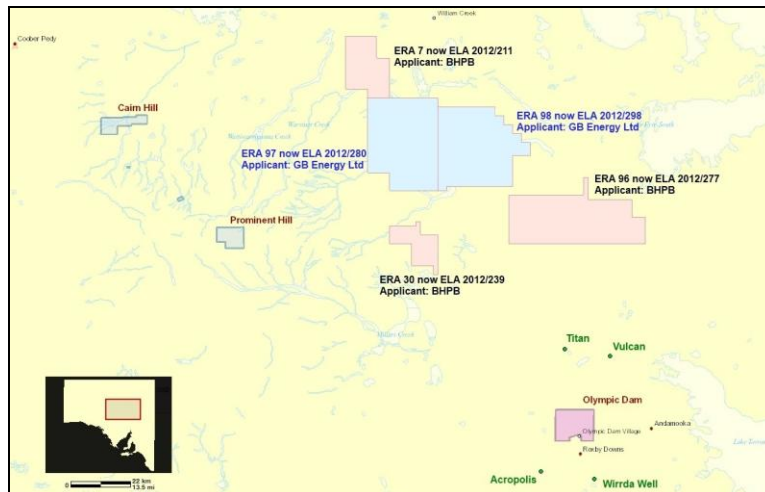 William Creek
Coober Pedy
ERA 7 now ELA 2012/211
Applicant: BHPB
Cairn Hill
ERA 98 now ELA 2012/298
Applicant: GB Energy Ltd
ERA 97 now ELA 2012/280
Applicant: GB Energy Ltd
ERA 96 now ELA 2012/277
Applicant: BHPB
Prominent Hill
ERA 30 now ELA 2012/239
Applicant: BHPB
Titan
Vulcan
Olympic Dam
Andamooka
Olympic Dam Village
Roxby Downs
Acropolis
Wirrda Well
0 22 km
13.5 mi